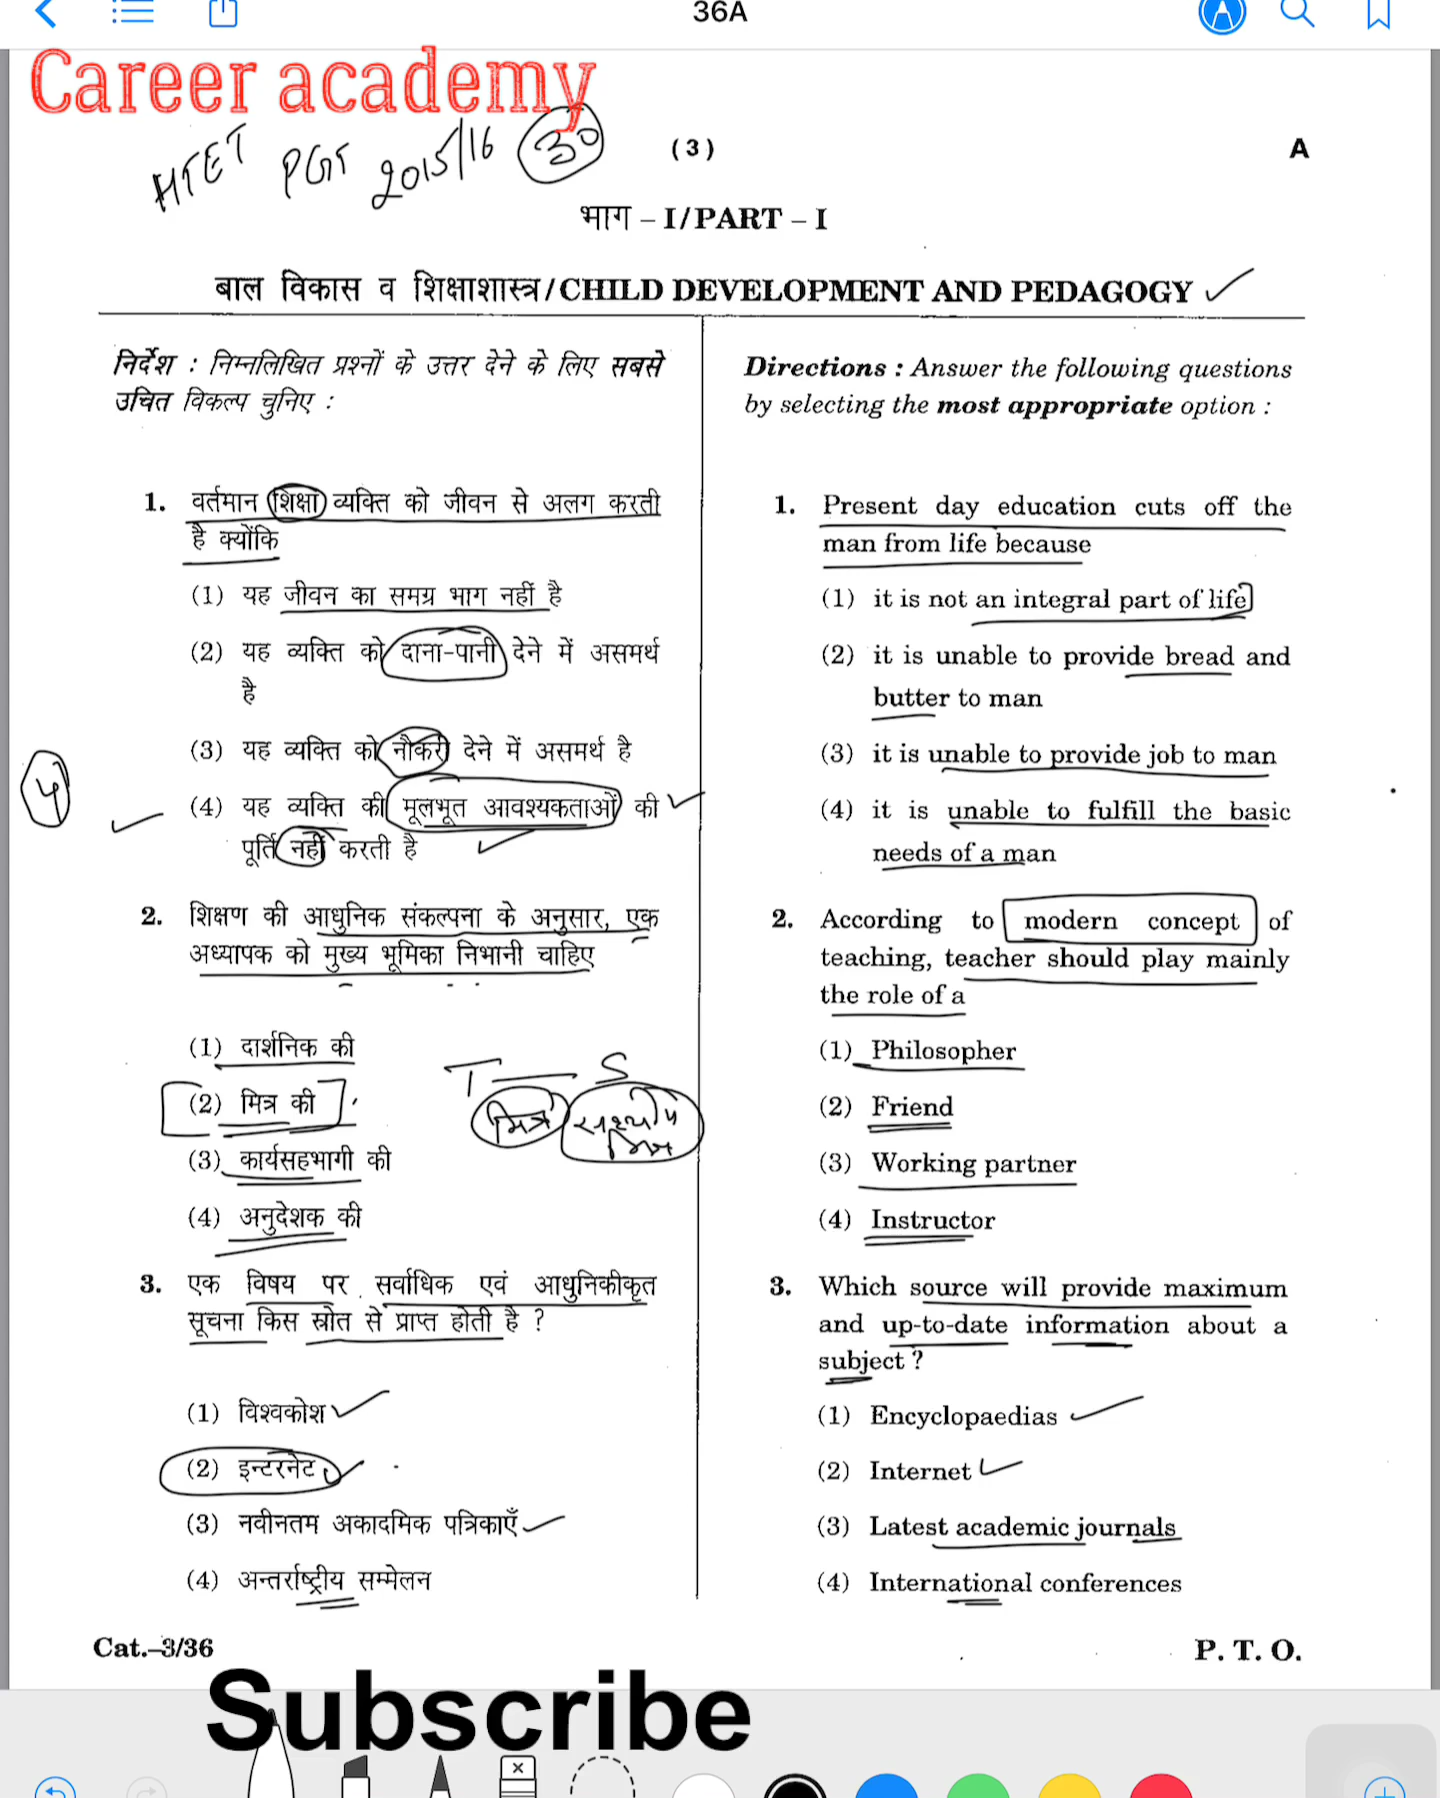 36A
Career academy
HTET PGT 2015/16 30
(3)
A
भाग – I/PART – I
बाल विकास व शिक्षाशास्त्र/CHILD DEVELOPMENT AND PEDAGOGY
निर्देश : निम्नलिखित प्रश्नों के उत्तर देने के लिए सबसे
उचित विकल्प चुनिए :
1. वर्तमान शिक्षा व्यक्ति को जीवन से अलग करती
है क्योंकि
(1) यह जीवन का समग्र भाग नहीं है
(2) यह व्यक्ति को दाना-पानी देने में असमर्थ
है
(3) यह व्यक्ति को नौकरी देने में असमर्थ है
(4) यह व्यक्ति की मूलभूत आवश्यकताओं की
पूर्ति नहीं करती है
2. शिक्षण की आधुनिक संकल्पना के अनुसार, एक
अध्यापक को मुख्य भूमिका निभानी चाहिए
(1) दार्शनिक की
(2) मित्र की
(3) कार्यसहभागी की
(4) अनुदेशक की
T S
मित्र
3. एक विषय पर सर्वाधिक एवं आधुनिकीकृत
सूचना किस स्रोत से प्राप्त होती है ?
(1) विश्वकोश
(2) इन्टरनेट
(3) नवीनतम अकादमिक पत्रिकाएँ
(4) अन्तर्राष्ट्रीय सम्मेलन
Directions : Answer the following questions
by selecting the most appropriate option :
1. Present day education cuts off the
man from life because
(1) it is not an integral part of life
(2) it is unable to provide bread and
butter to man
(3) it is unable to provide job to man
(4) it is unable to fulfill the basic
needs of a man
2. According to modern concept of
teaching, teacher should play mainly
the role of a
(1) Philosopher
(2) Friend
(3) Working partner
(4) Instructor
3. Which source will provide maximum
and up-to-date information about a
subject ?
(1) Encyclopaedias
(2) Internet
(3) Latest academic journals
(4) International conferences
Cat.–3/36
P. T. O.
Subscribe